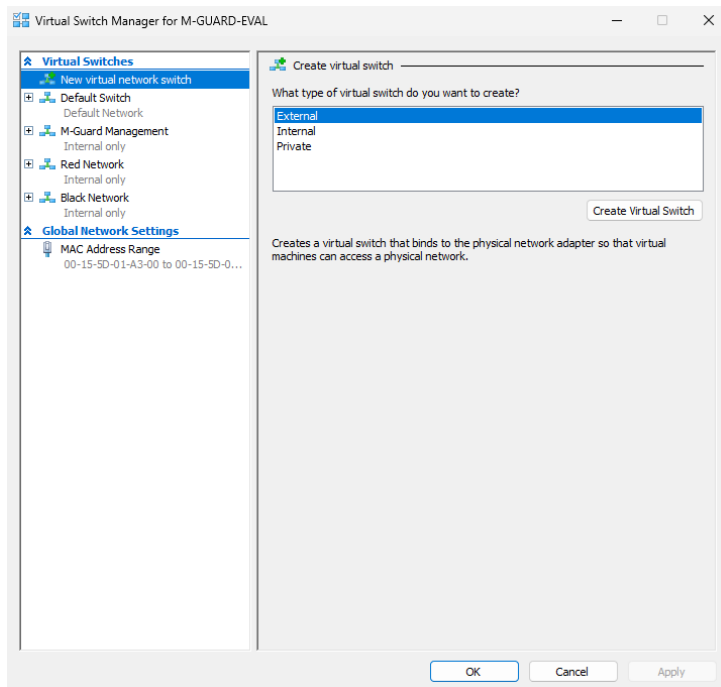 Virtual Switch Manager for M-GUARD-EVAL
Virtual Switches
New virtual network switch
Default Switch
Default Network
M-Guard Management
Internal only
Red Network
Internal only
Black Network
Internal only
Global Network Settings
MAC Address Range
00-15-5D-01-A3-00 to 00-15-5D-0...
Create virtual switch
What type of virtual switch do you want to create?
External
Internal
Private
Create Virtual Switch
Creates a virtual switch that binds to the physical network adapter so that virtual
machines can access a physical network.
OK
Cancel
Apply